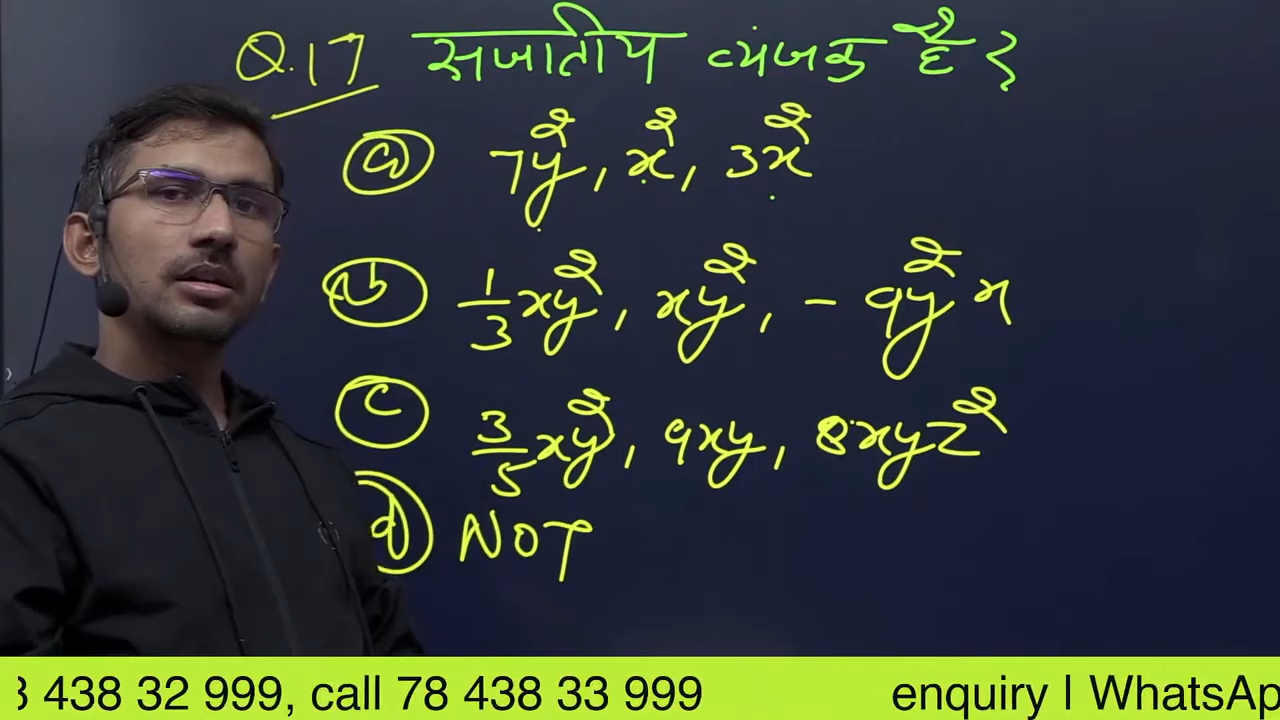 Q.17 सजातीय व्यंजक है ?
(a) 7y², x², 3x²
(b) 1/3 xy², xy², - 9y² x
(c) 3/5 xy², 9xy, 8xyz²
(d) NOT
3 438 32 999, call 78 438 33 999 enquiry I WhatsAp